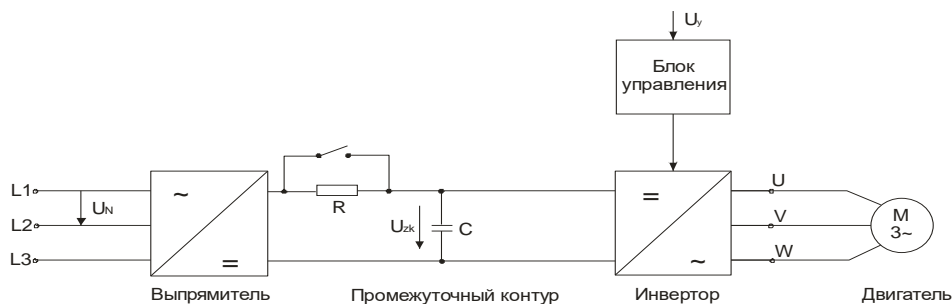 Uy
Блок
управления
L1
UN
L2
L3
~
=
R
Uzk
C
=
~
U
V
W
M
3~
Выпрямитель
Промежуточный контур
Инвертор
Двигатель